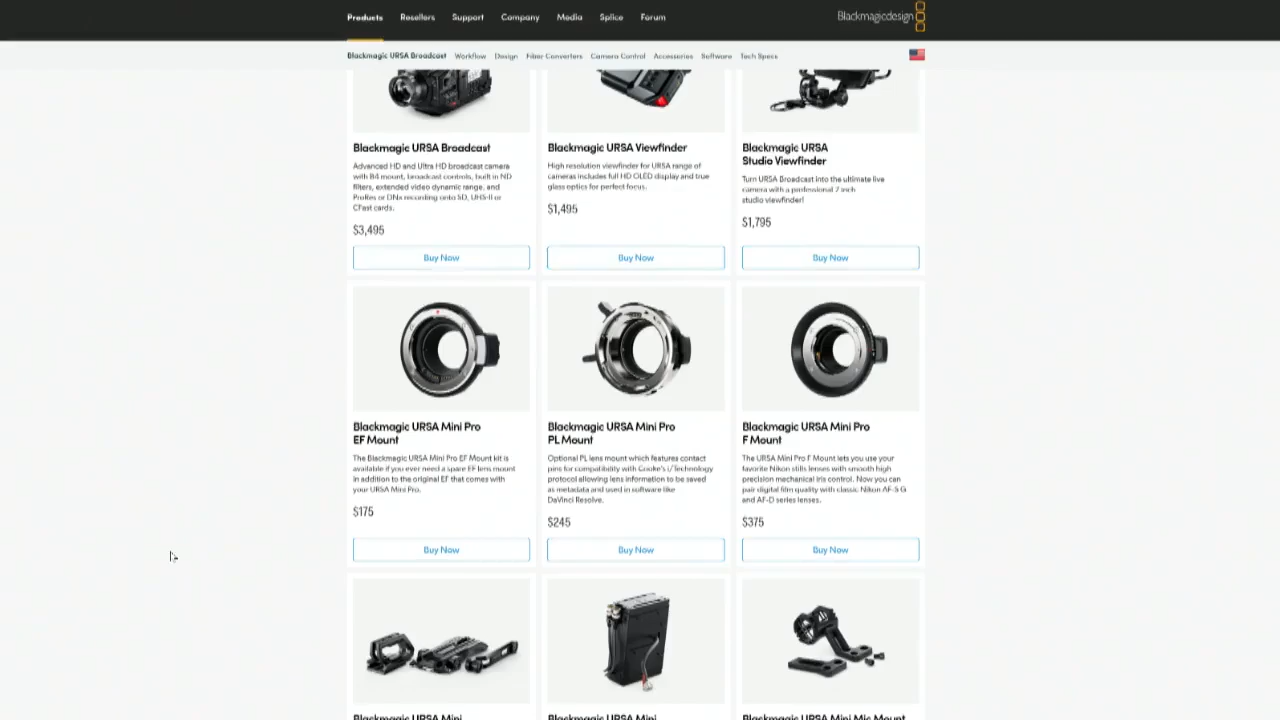 Products Resellers Support Company Media Splice Forum
Blackmagicdesign
Blackmagic URSA Broadcast Workflow Design Fiber Converters Camera Control Accessories Software Tech Specs
Blackmagic URSA Broadcast
Advanced HD and Ultra HD broadcast camera
with B4 mount, broadcast controls, built in ND
filters, extended video dynamic range, and
ProRes or DNx recording onto SD, UHS-II or
CFast cards.
$3,495
Buy Now
Blackmagic URSA Viewfinder
High resolution viewfinder for URSA range of
cameras includes full HD OLED display and true
glass optics for perfect focus.
$1,495
Buy Now
Blackmagic URSA
Studio Viewfinder
Turn URSA Broadcast into the ultimate live
camera with a professional 7 inch
studio viewfinder!
$1,795
Buy Now
Blackmagic URSA Mini Pro
EF Mount
The Blackmagic URSA Mini Pro EF Mount kit is
available if you ever need a spare EF lens mount
in addition to the original EF that comes with
your URSA Mini Pro.
$175
Buy Now
Blackmagic URSA Mini Pro
PL Mount
Optional PL lens mount which features contact
pins for compatibility with Cooke's i/Technology
protocol allowing lens information to be saved
as metadata and used in software like
DaVinci Resolve.
$245
Buy Now
Blackmagic URSA Mini Pro
F Mount
The URSA Mini Pro F Mount lets you use your
favorite Nikon stills lenses with smooth high
precision mechanical iris control. Now you can
pair digital film quality with classic Nikon AF-S G
and AF-D series lenses.
$375
Buy Now
Blackmagic URSA Mini
Blackmagic URSA Mini
Blackmagic URSA Mini Mic Mount